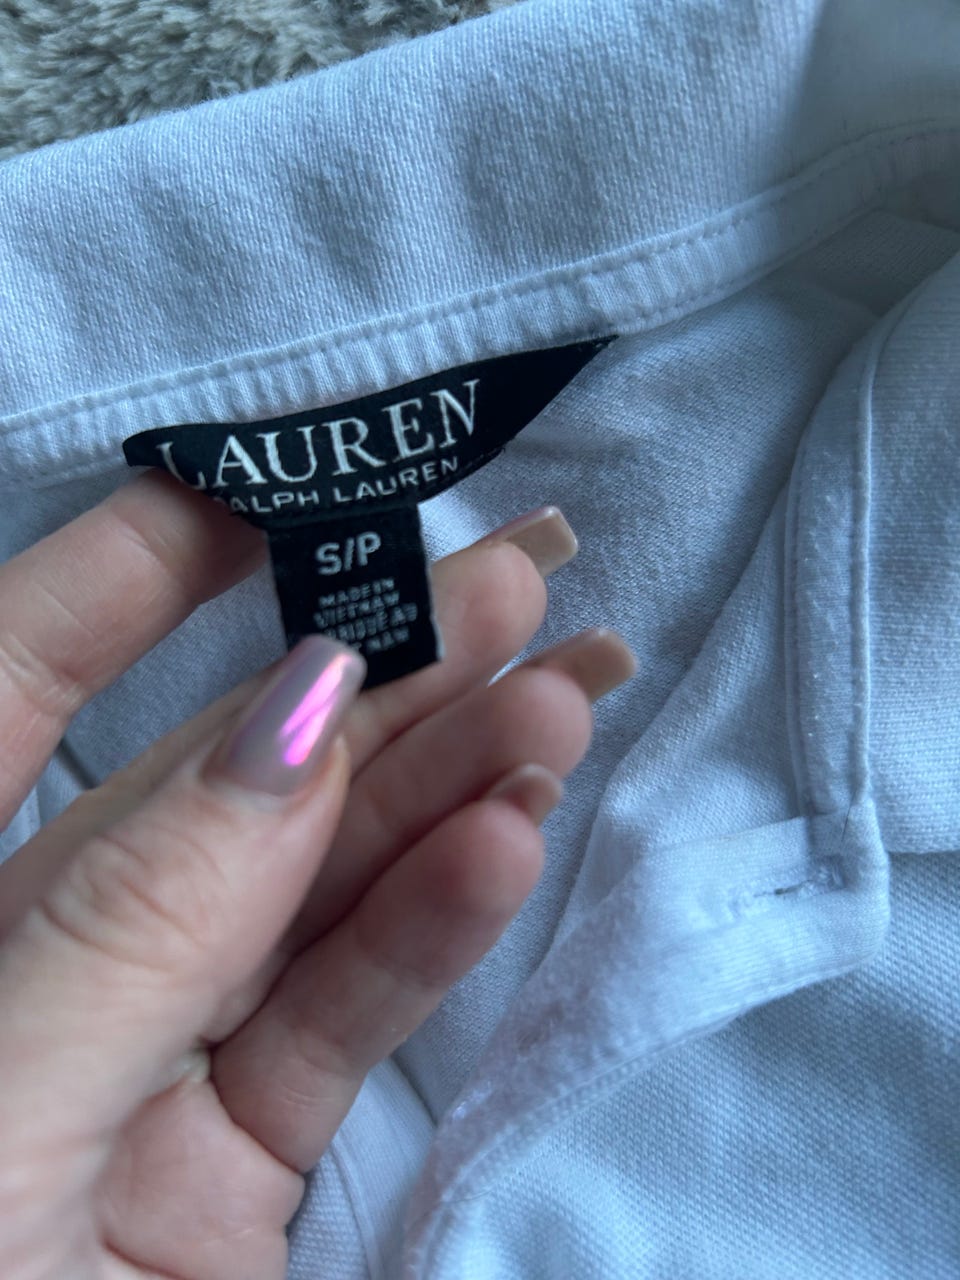 LAUREN
RALPH LAUREN
S/P
MADE IN
VIETNAM